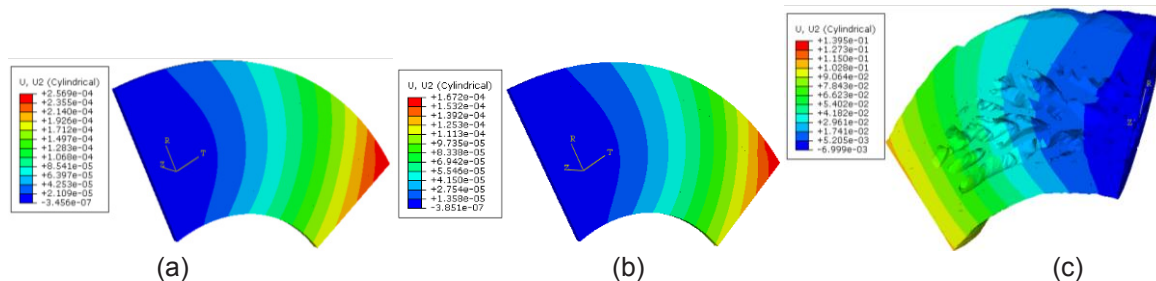 U, U2 (Cylindrical)
+2.569e-04
+2.355e-04
+2.140e-04
+1.926e-04
+1.712e-04
+1.497e-04
+1.283e-04
+1.068e-04
+8.541e-05
+6.397e-05
+4.253e-05
+2.109e-05
-3.456e-07
R
T
Z
(a)
U, U2 (Cylindrical)
+1.672e-04
+1.532e-04
+1.392e-04
+1.253e-04
+1.113e-04
+9.735e-05
+8.338e-05
+6.942e-05
+5.546e-05
+4.150e-05
+2.754e-05
+1.358e-05
-3.851e-07
R
T
Z
(b)
U, U2 (Cylindrical)
+1.395e-01
+1.273e-01
+1.150e-01
+1.028e-01
+9.064e-02
+7.843e-02
+6.623e-02
+5.402e-02
+4.182e-02
+2.961e-02
+1.741e-02
+5.205e-03
-6.999e-03
(c)